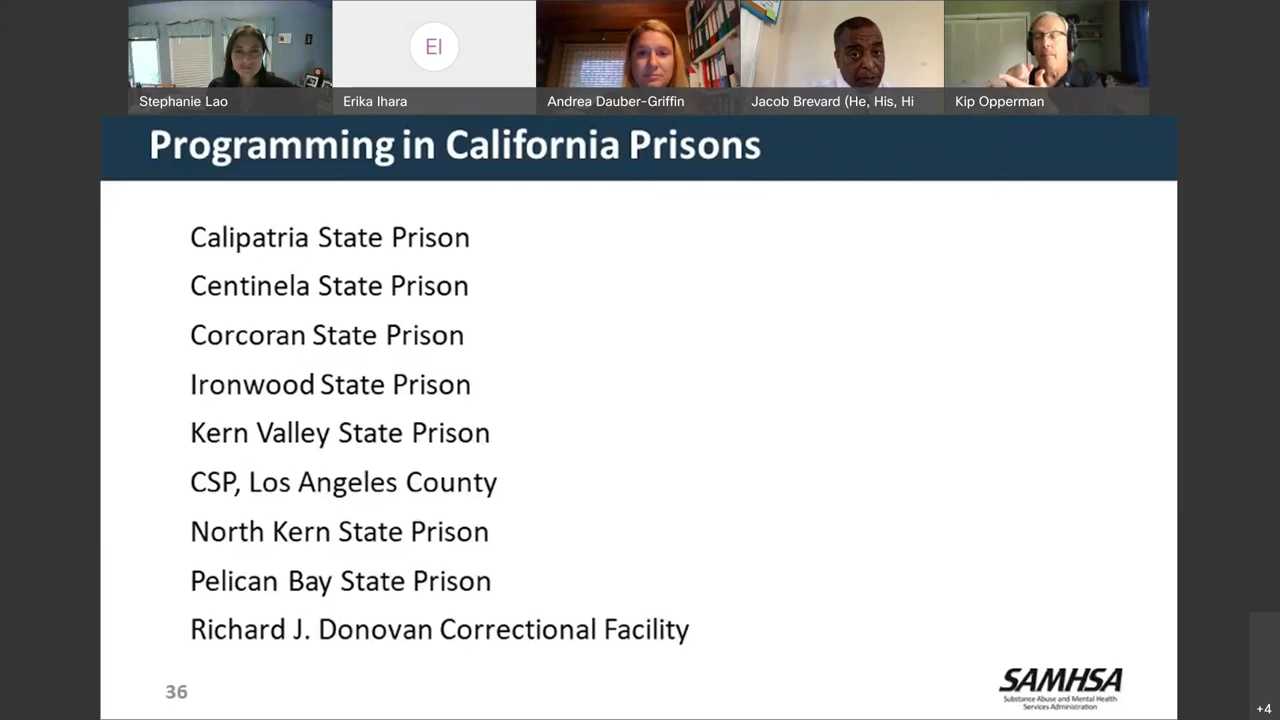 EI
Stephanie Lao
Erika Ihara
Andrea Dauber-Griffin
Jacob Brevard (He, His, Hi
Kip Opperman
Programming in California Prisons
Calipatria State Prison
Centinela State Prison
Corcoran State Prison
Ironwood State Prison
Kern Valley State Prison
CSP, Los Angeles County
North Kern State Prison
Pelican Bay State Prison
Richard J. Donovan Correctional Facility
36
SAMHSA
Substance Abuse and Mental Health
Services Administration
+4